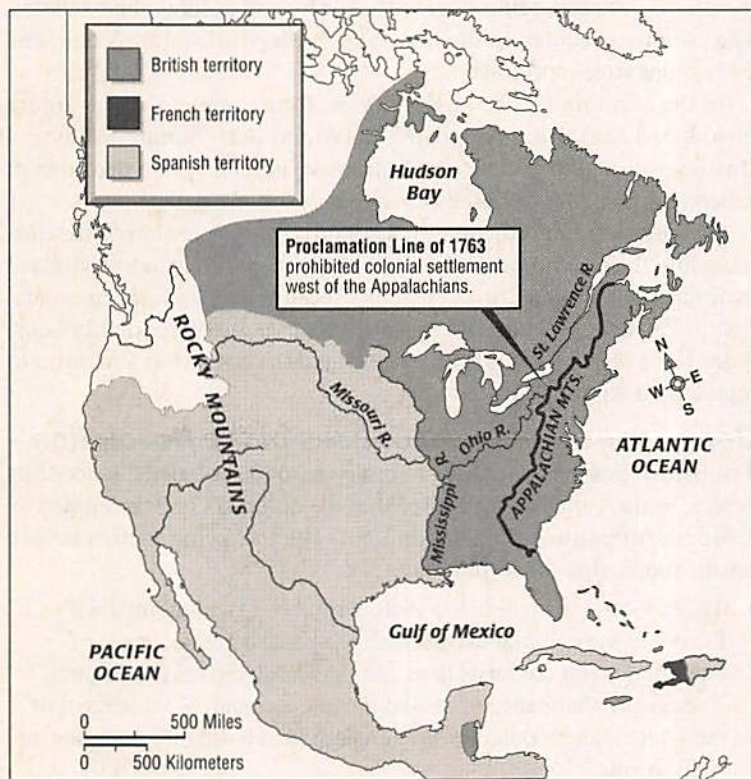 British territory
French territory
Spanish territory
Hudson
Bay
Proclamation Line of 1763
prohibited colonial settlement
west of the Appalachians.
St. Lawrence R.
ROCKY MOUNTAINS
Missouri R.
Ohio R.
Mississippi R.
APPALACHIAN MTS.
N
W E
S
ATLANTIC
OCEAN
Gulf of Mexico
PACIFIC
OCEAN
0 500 Miles
0 500 Kilometers